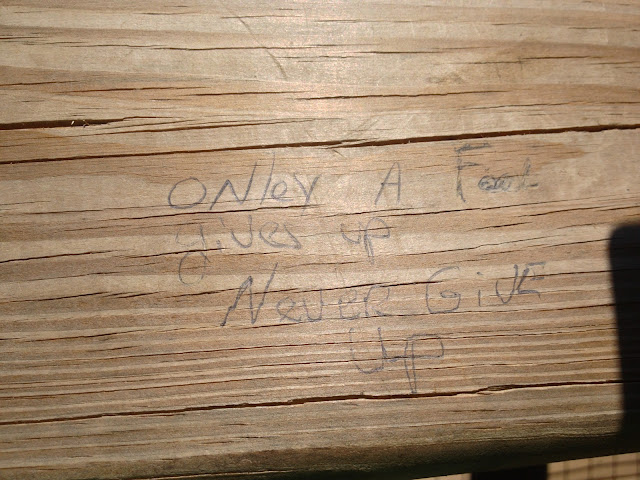 ONley A Fool
gives up
Never GiVE
Up